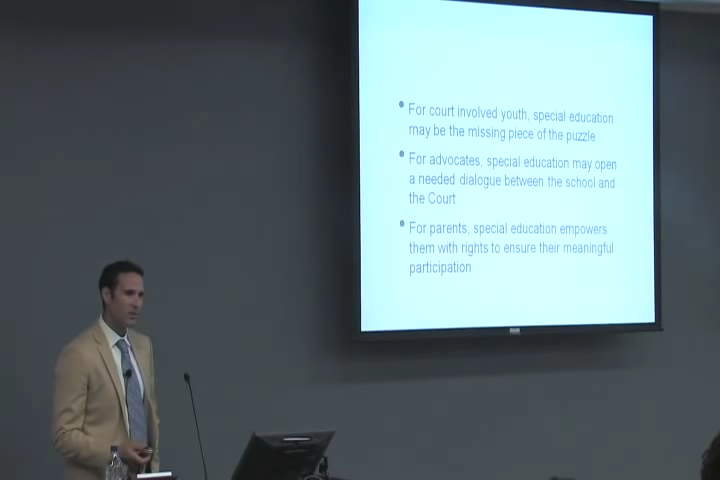 • For court involved youth, special education
may be the missing piece of the puzzle
• For advocates, special education may open
a needed dialogue between the school and
the Court
• For parents, special education empowers
them with rights to ensure their meaningful
participation